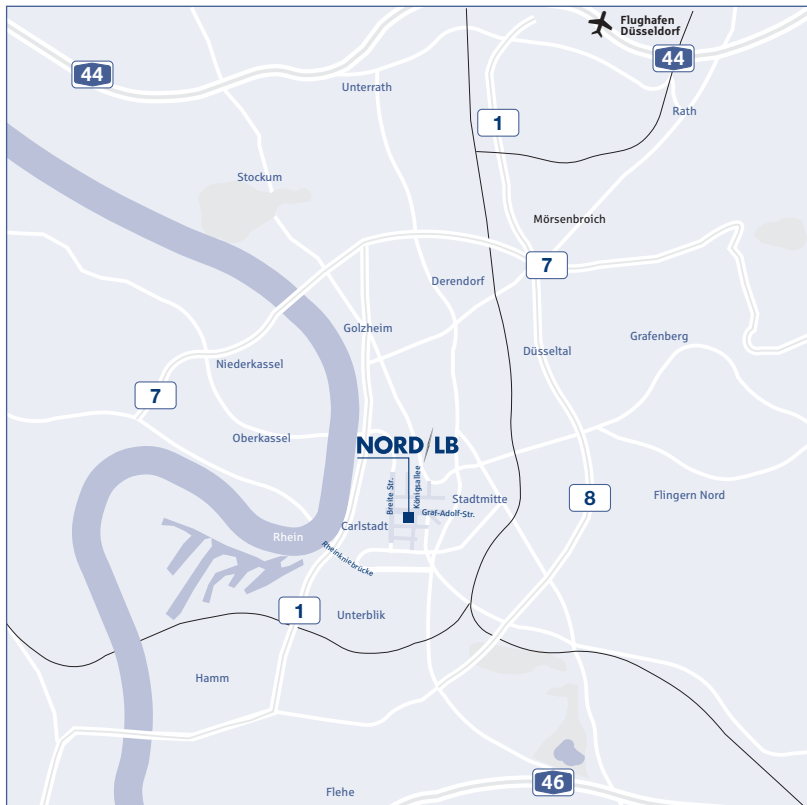 Flughafen
Düsseldorf
44
44
Unterrath
Rath
1
Stockum
Mörsenbroich
7
Derendorf
Golzheim
Grafenberg
Düsseltal
Niederkassel
7
Oberkassel
NORD/LB
Breite Str.
Königsallee
Stadtmitte
8
Flingern Nord
Graf-Adolf-Str.
Carlstadt
Rhein
Rheinkniebrücke
1
Unterblik
Hamm
46
Flehe